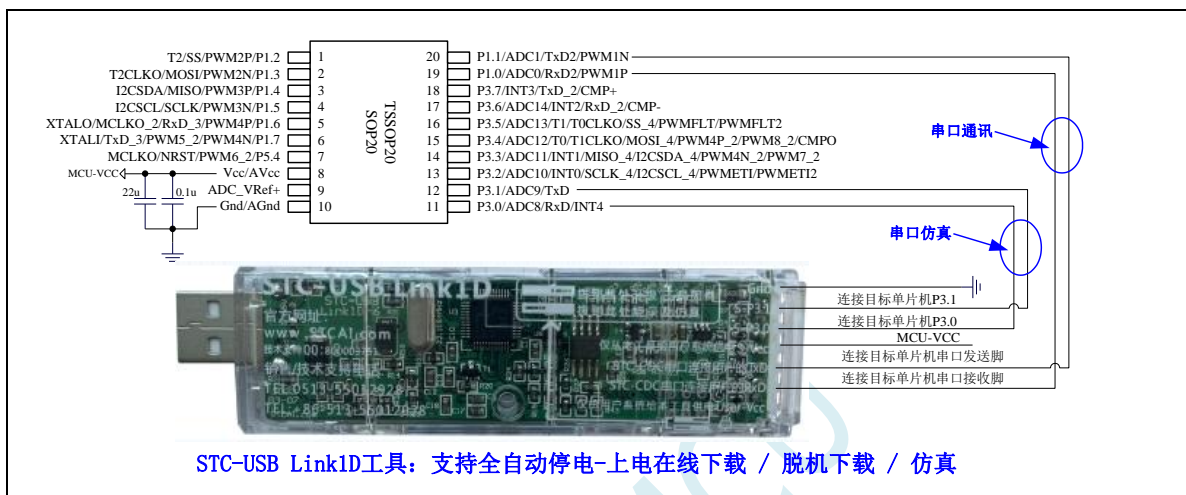 T2/SS/PWM2P/P1.2
T2CLKO/MOSI/PWM2N/P1.3
I2CSDA/MISO/PWM3P/P1.4
I2CSCL/SCLK/PWM3N/P1.5
XTALO/MCLKO_2/RxD_3/PWM4P/P1.6
XTALI/TxD_3/PWM5_2/PWM4N/P1.7
MCLKO/NRST/PWM6_2/P5.4
Vcc/AVcc
ADC_VRef+
Gnd/AGnd
MCU-VCC
22u
0.1u
1
2
3
4
5
6
7
8
9
10
TSSOP20
SOP20
20
19
18
17
16
15
14
13
12
11
P1.1/ADC1/TxD2/PWM1N
P1.0/ADC0/RxD2/PWM1P
P3.7/INT3/TxD_2/CMP+
P3.6/ADC14/INT2/RxD_2/CMP-
P3.5/ADC13/T1/T0CLKO/SS_4/PWMFLT/PWMFLT2
P3.4/ADC12/T0/T1CLKO/MOSI_4/PWM4P_2/PWM8_2/CMPO
P3.3/ADC11/INT1/MISO_4/I2CSDA_4/PWM4N_2/PWM7_2
P3.2/ADC10/INT0/SCLK_4/I2CSCL_4/PWMETI/PWMETI2
P3.1/ADC9/TxD
P3.0/ADC8/RxD/INT4
串口通讯
串口仿真
STC-USB Link1D
官方网址
www.STCAI.com
Gnd
S-P3.1
S-P3.0
User-Vcc
连接目标单片机P3.1
连接目标单片机P3.0
MCU-VCC
连接目标单片机串口发送脚
连接目标单片机串口接收脚
STC-USB Link1D工具: 支持全自动停电-上电在线下载 / 脱机下载 / 仿真